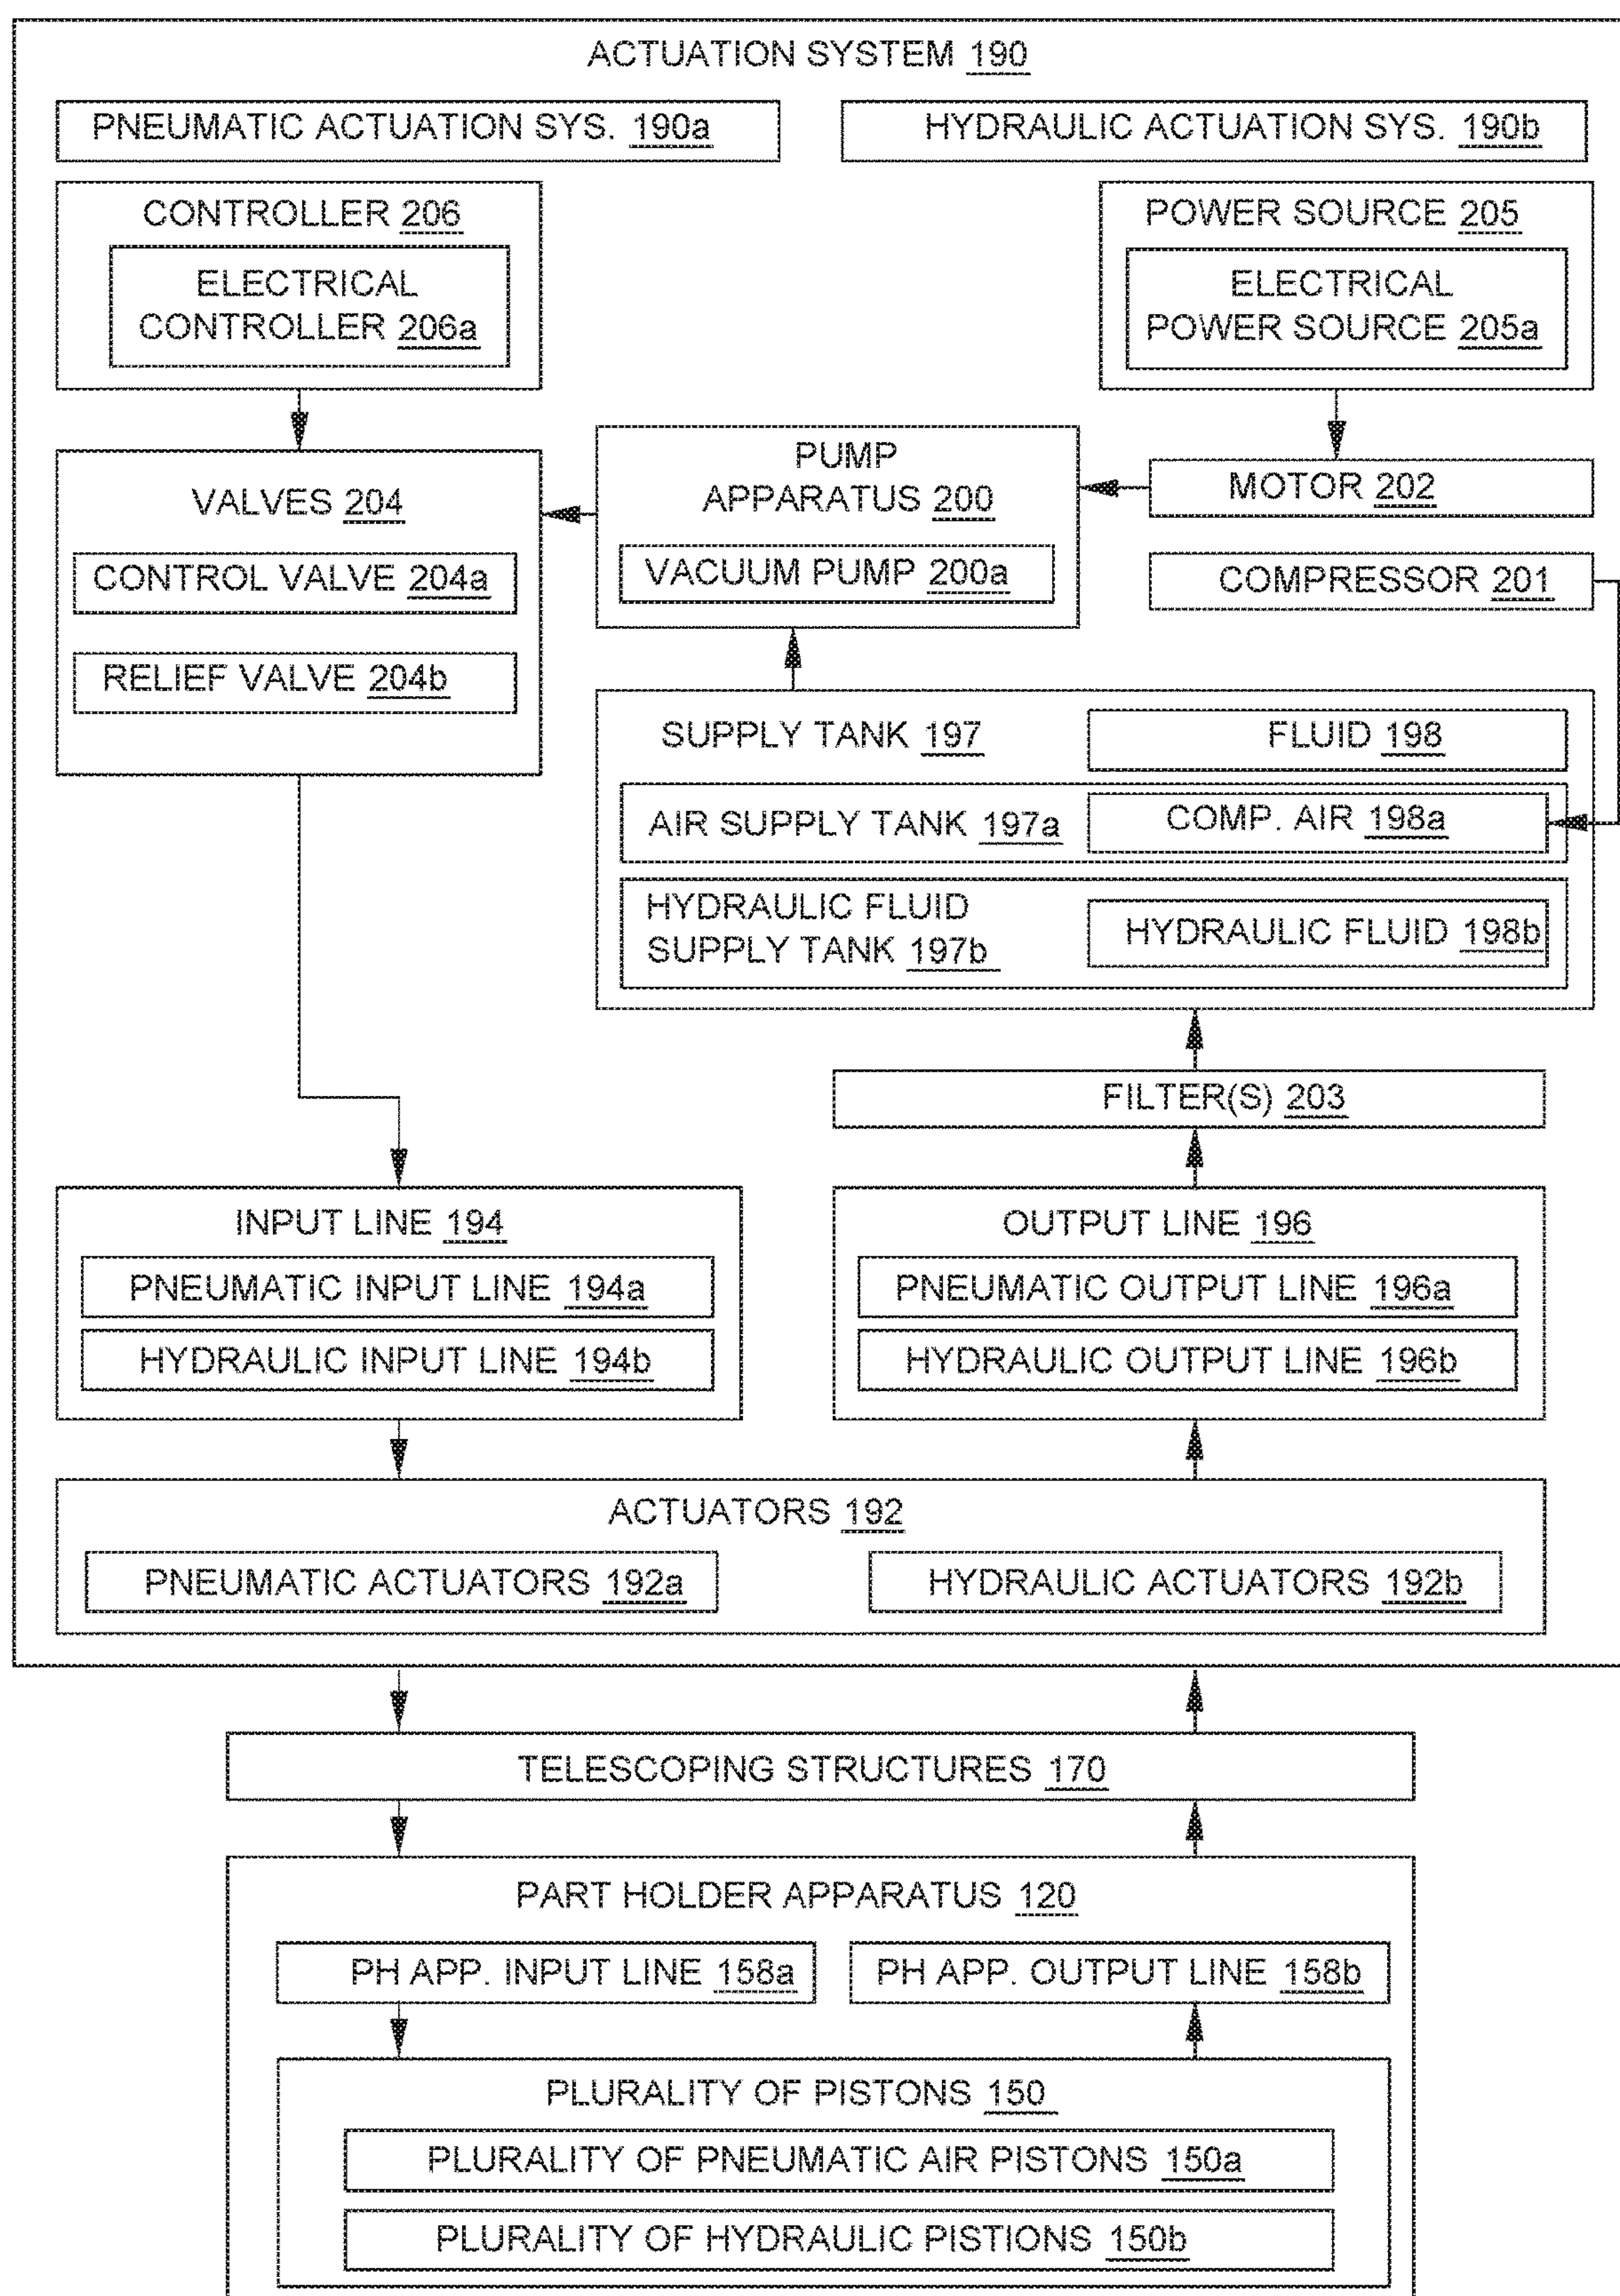 ACTUATION SYSTEM 190
PNEUMATIC ACTUATION SYS. 190a
HYDRAULIC ACTUATION SYS. 190b
CONTROLLER 206
ELECTRICAL
CONTROLLER 206a
POWER SOURCE 205
ELECTRICAL
POWER SOURCE 205a
VALVES 204
CONTROL VALVE 204a
RELIEF VALVE 204b
PUMP
APPARATUS 200
VACUUM PUMP 200a
MOTOR 202
COMPRESSOR 201
SUPPLY TANK 197
FLUID 198
AIR SUPPLY TANK 197a
COMP. AIR 198a
HYDRAULIC FLUID
SUPPLY TANK 197b
HYDRAULIC FLUID 198b
FILTER(S) 203
INPUT LINE 194
PNEUMATIC INPUT LINE 194a
HYDRAULIC INPUT LINE 194b
OUTPUT LINE 196
PNEUMATIC OUTPUT LINE 196a
HYDRAULIC OUTPUT LINE 196b
ACTUATORS 192
PNEUMATIC ACTUATORS 192a
HYDRAULIC ACTUATORS 192b
TELESCOPING STRUCTURES 170
PART HOLDER APPARATUS 120
PH APP. INPUT LINE 158a
PH APP. OUTPUT LINE 158b
PLURALITY OF PISTONS 150
PLURALITY OF PNEUMATIC AIR PISTONS 150a
PLURALITY OF HYDRAULIC PISTIONS 150b